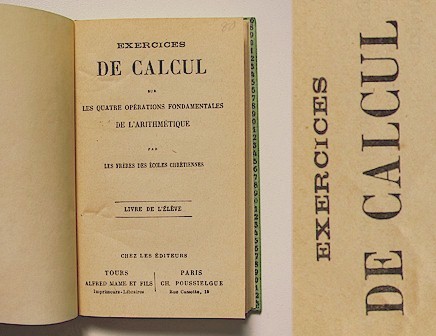 EXERCICES
DE CALCUL
SUR
LES QUATRE OPÉRATIONS FONDAMENTALES
DE L'ARITHMÉTIQUE
PAR
LES FRÈRES DES ÉCOLES CHRÉTIENNES
LIVRE DE L'ÉLÈVE
CHEZ LES ÉDITEURS
TOURS
ALFRED MAME ET FILS
Imprimeurs-Libraires
PARIS
CH. POUSSIELGUE
Rue Cassette, 15
EXERCICES
DE CALCUL